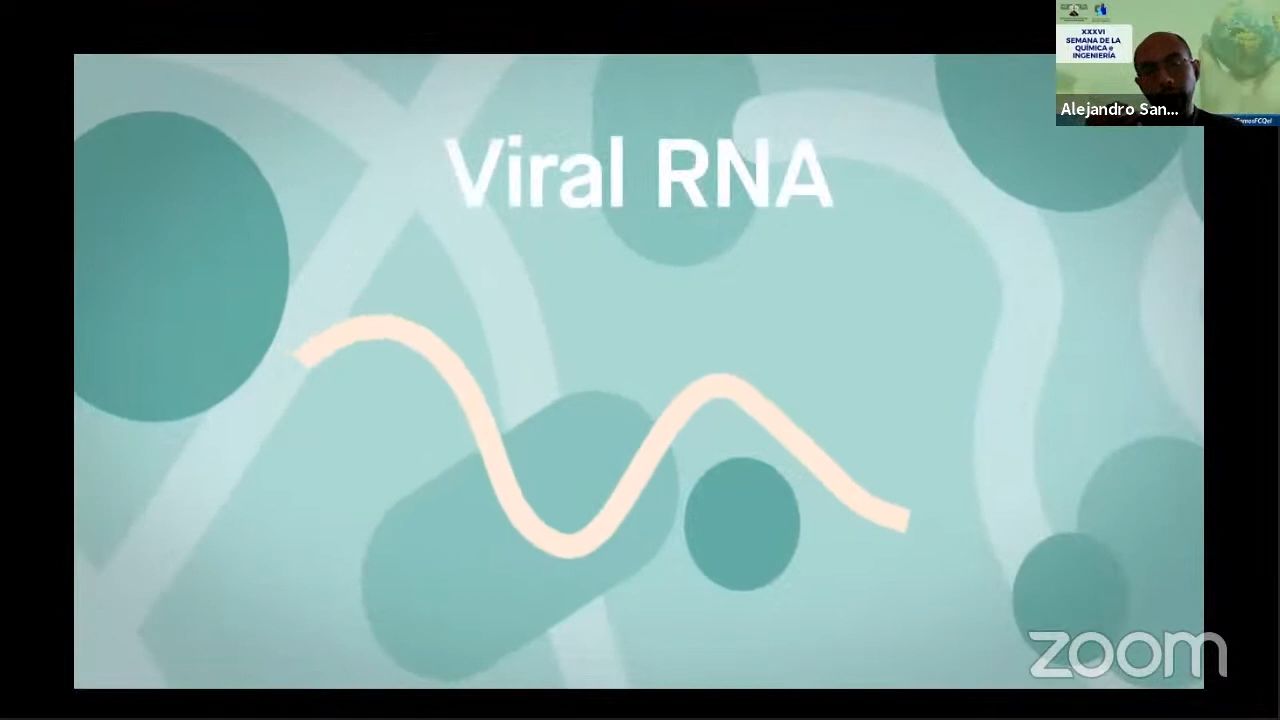 XXXVI
SEMANA DE LA
QUÍMICA e
INGENIERÍA
Alejandro San...
Viral RNA
zoom